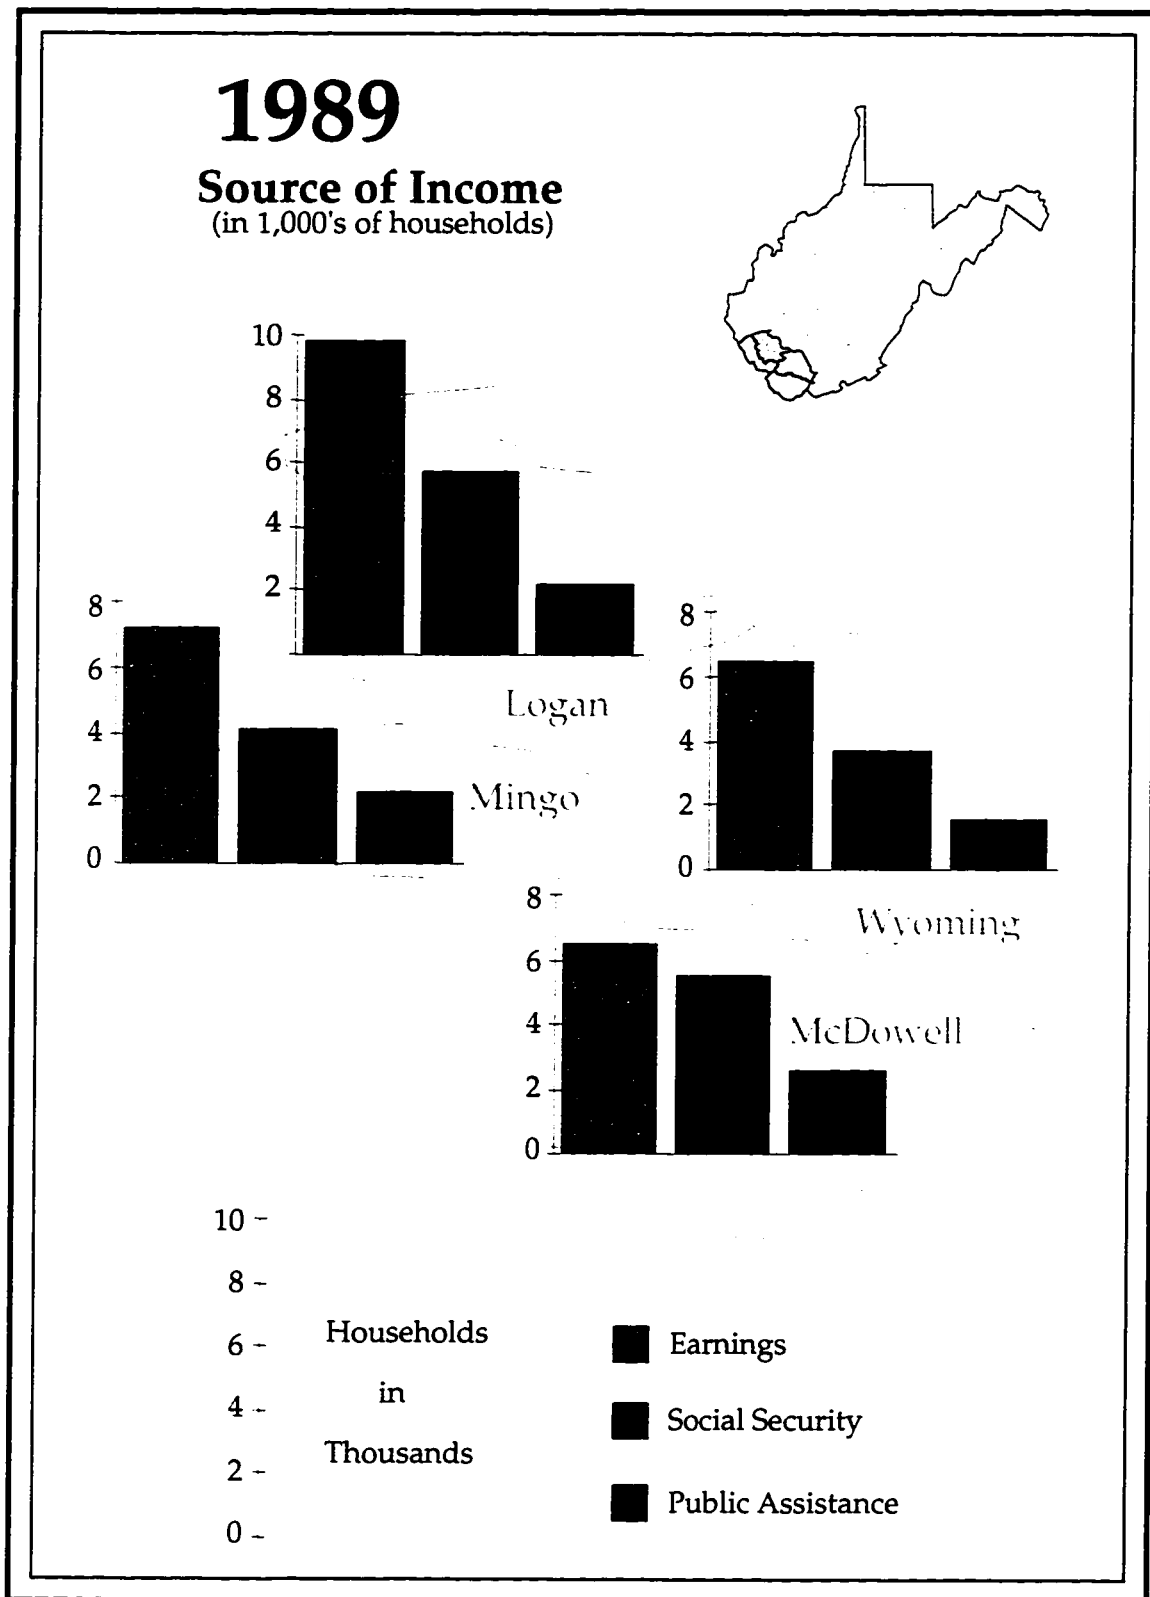 1989
Source of Income
(in 1,000's of households)
10
8
6
4
2
Logan
8
6
4
2
0
Mingo
8
6
4
2
0
Wyoming
8
6
4
2
0
McDowell
10
8
6
4
2
0
Households
in
Thousands
Earnings
Social Security
Public Assistance